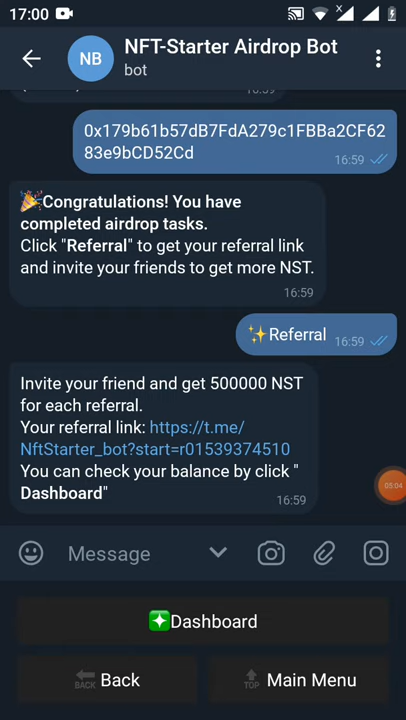 17:00
NFT-Starter Airdrop Bot
NB
bot
16:59
0x179b61b57dB7FdA279c1FBBa2CF62
83e9bCD52Cd
16:59
🎉Congratulations! You have
completed airdrop tasks.
Click "Referral" to get your referral link
and invite your friends to get more NST.
16:59
✨Referral
16:59
Invite your friend and get 500000 NST
for each referral.
Your referral link: https://t.me/
NftStarter_bot?start=r01539374510
You can check your balance by click "
Dashboard"
16:59
05:04
Message
Dashboard
BACK Back
TOP Main Menu